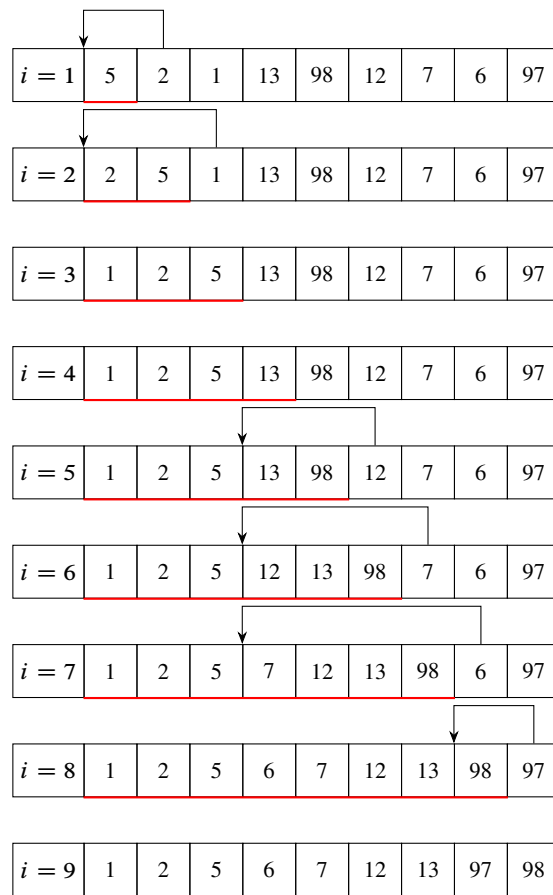 i = 1 5 2 1 13 98 12 7 6 97
i = 2 2 5 1 13 98 12 7 6 97
i = 3 1 2 5 13 98 12 7 6 97
i = 4 1 2 5 13 98 12 7 6 97
i = 5 1 2 5 13 98 12 7 6 97
i = 6 1 2 5 12 13 98 7 6 97
i = 7 1 2 5 7 12 13 98 6 97
i = 8 1 2 5 6 7 12 13 98 97
i = 9 1 2 5 6 7 12 13 97 98